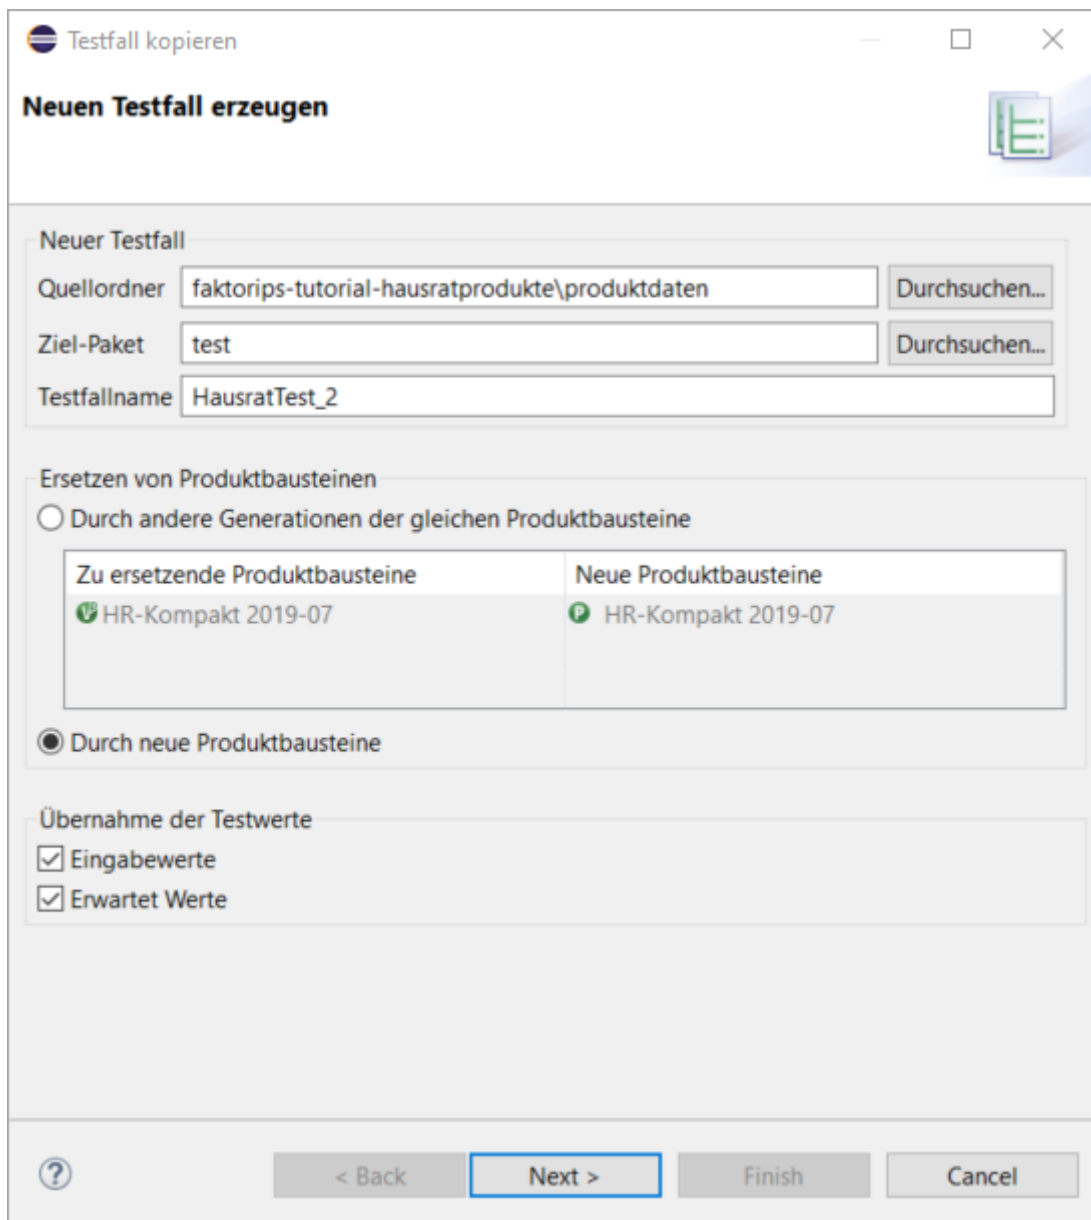 Testfall kopieren
Neuen Testfall erzeugen
Neuer Testfall
Quellordner faktorips-tutorial-hausratprodukte\produktdaten Durchsuchen...
Ziel-Paket test Durchsuchen...
Testfallname HausratTest_2
Ersetzen von Produktbausteinen
Durch andere Generationen der gleichen Produktbausteine
Zu ersetzende Produktbausteine Neue Produktbausteine
HR-Kompakt 2019-07 P HR-Kompakt 2019-07
Durch neue Produktbausteine
Übernahme der Testwerte
Eingabewerte
Erwartet Werte
? < Back Next > Finish Cancel